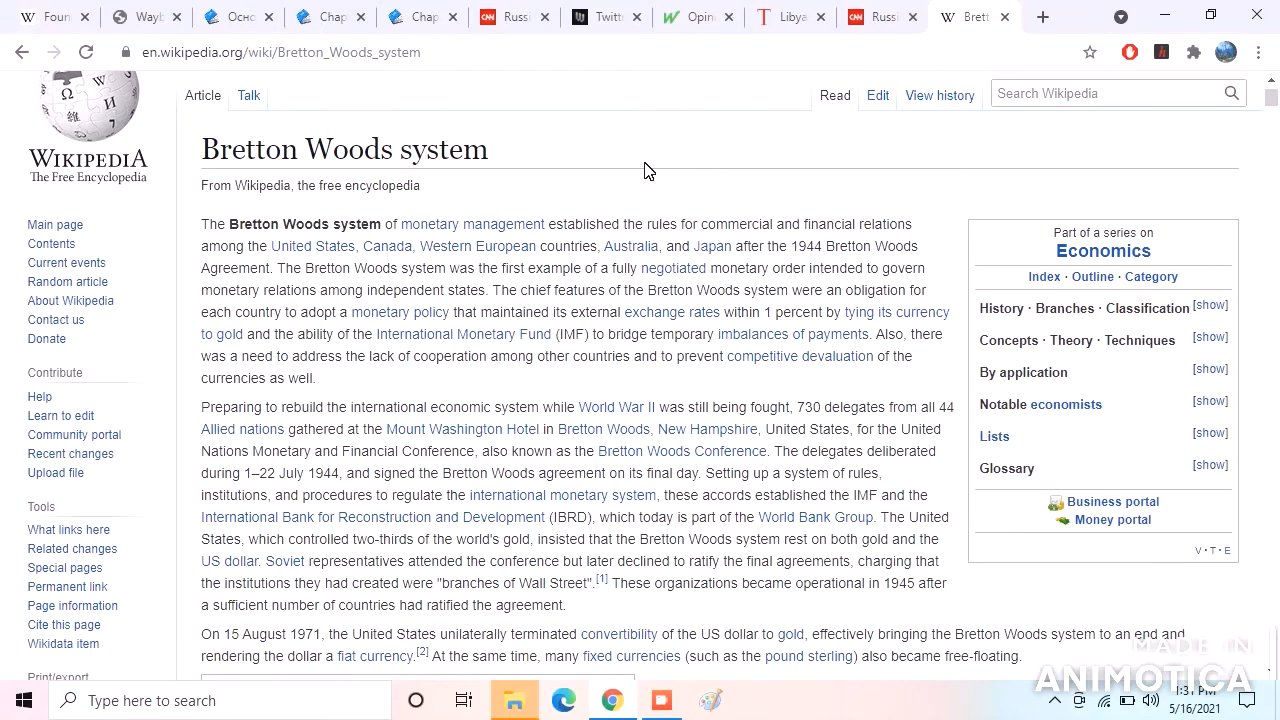 Foun
Wayb
Осно
Chap
Chap
CNN
Russi
Twitt
Opini
Libya
CNN
Russi
Brett
en.wikipedia.org/wiki/Bretton_Woods_system
WIKIPEDIA
The Free Encyclopedia
Article
Talk
Read
Edit
View history
Search Wikipedia
Bretton Woods system
From Wikipedia, the free encyclopedia
Main page
Contents
Current events
Random article
About Wikipedia
Contact us
Donate
Contribute
Help
Learn to edit
Community portal
Recent changes
Upload file
Tools
What links here
Related changes
Special pages
Permanent link
Page information
Cite this page
Wikidata item
Print/export
The Bretton Woods system of monetary management established the rules for commercial and financial relations
among the United States, Canada, Western European countries, Australia, and Japan after the 1944 Bretton Woods
Agreement. The Bretton Woods system was the first example of a fully negotiated monetary order intended to govern
monetary relations among independent states. The chief features of the Bretton Woods system were an obligation for
each country to adopt a monetary policy that maintained its external exchange rates within 1 percent by tying its currency
to gold and the ability of the International Monetary Fund (IMF) to bridge temporary imbalances of payments. Also, there
was a need to address the lack of cooperation among other countries and to prevent competitive devaluation of the
currencies as well.
Preparing to rebuild the international economic system while World War II was still being fought, 730 delegates from all 44
Allied nations gathered at the Mount Washington Hotel in Bretton Woods, New Hampshire, United States, for the United
Nations Monetary and Financial Conference, also known as the Bretton Woods Conference. The delegates deliberated
during 1–22 July 1944, and signed the Bretton Woods agreement on its final day. Setting up a system of rules,
institutions, and procedures to regulate the international monetary system, these accords established the IMF and the
International Bank for Reconstruction and Development (IBRD), which today is part of the World Bank Group. The United
States, which controlled two-thirds of the world's gold, insisted that the Bretton Woods system rest on both gold and the
US dollar. Soviet representatives attended the conference but later declined to ratify the final agreements, charging that
the institutions they had created were "branches of Wall Street".[1] These organizations became operational in 1945 after
a sufficient number of countries had ratified the agreement.
On 15 August 1971, the United States unilaterally terminated convertibility of the US dollar to gold, effectively bringing the Bretton Woods system to an end and
rendering the dollar a fiat currency.[2] At the same time, many fixed currencies (such as the pound sterling) also became free-floating.
Part of a series on
Economics
Index · Outline · Category
History · Branches · Classification [show]
Concepts · Theory · Techniques [show]
By application [show]
Notable economists [show]
Lists [show]
Glossary [show]
Business portal
Money portal
V·T·E
MADE IN
ANIMOTICA
Type here to search
1:31 PM
5/16/2021